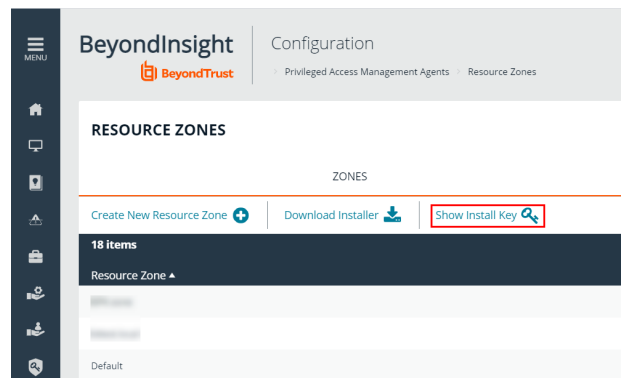 MENU
BeyondInsight
BeyondTrust
Configuration
Privileged Access Management Agents
Resource Zones
RESOURCE ZONES
ZONES
Create New Resource Zone
Download Installer
Show Install Key
18 items
Resource Zone
Default